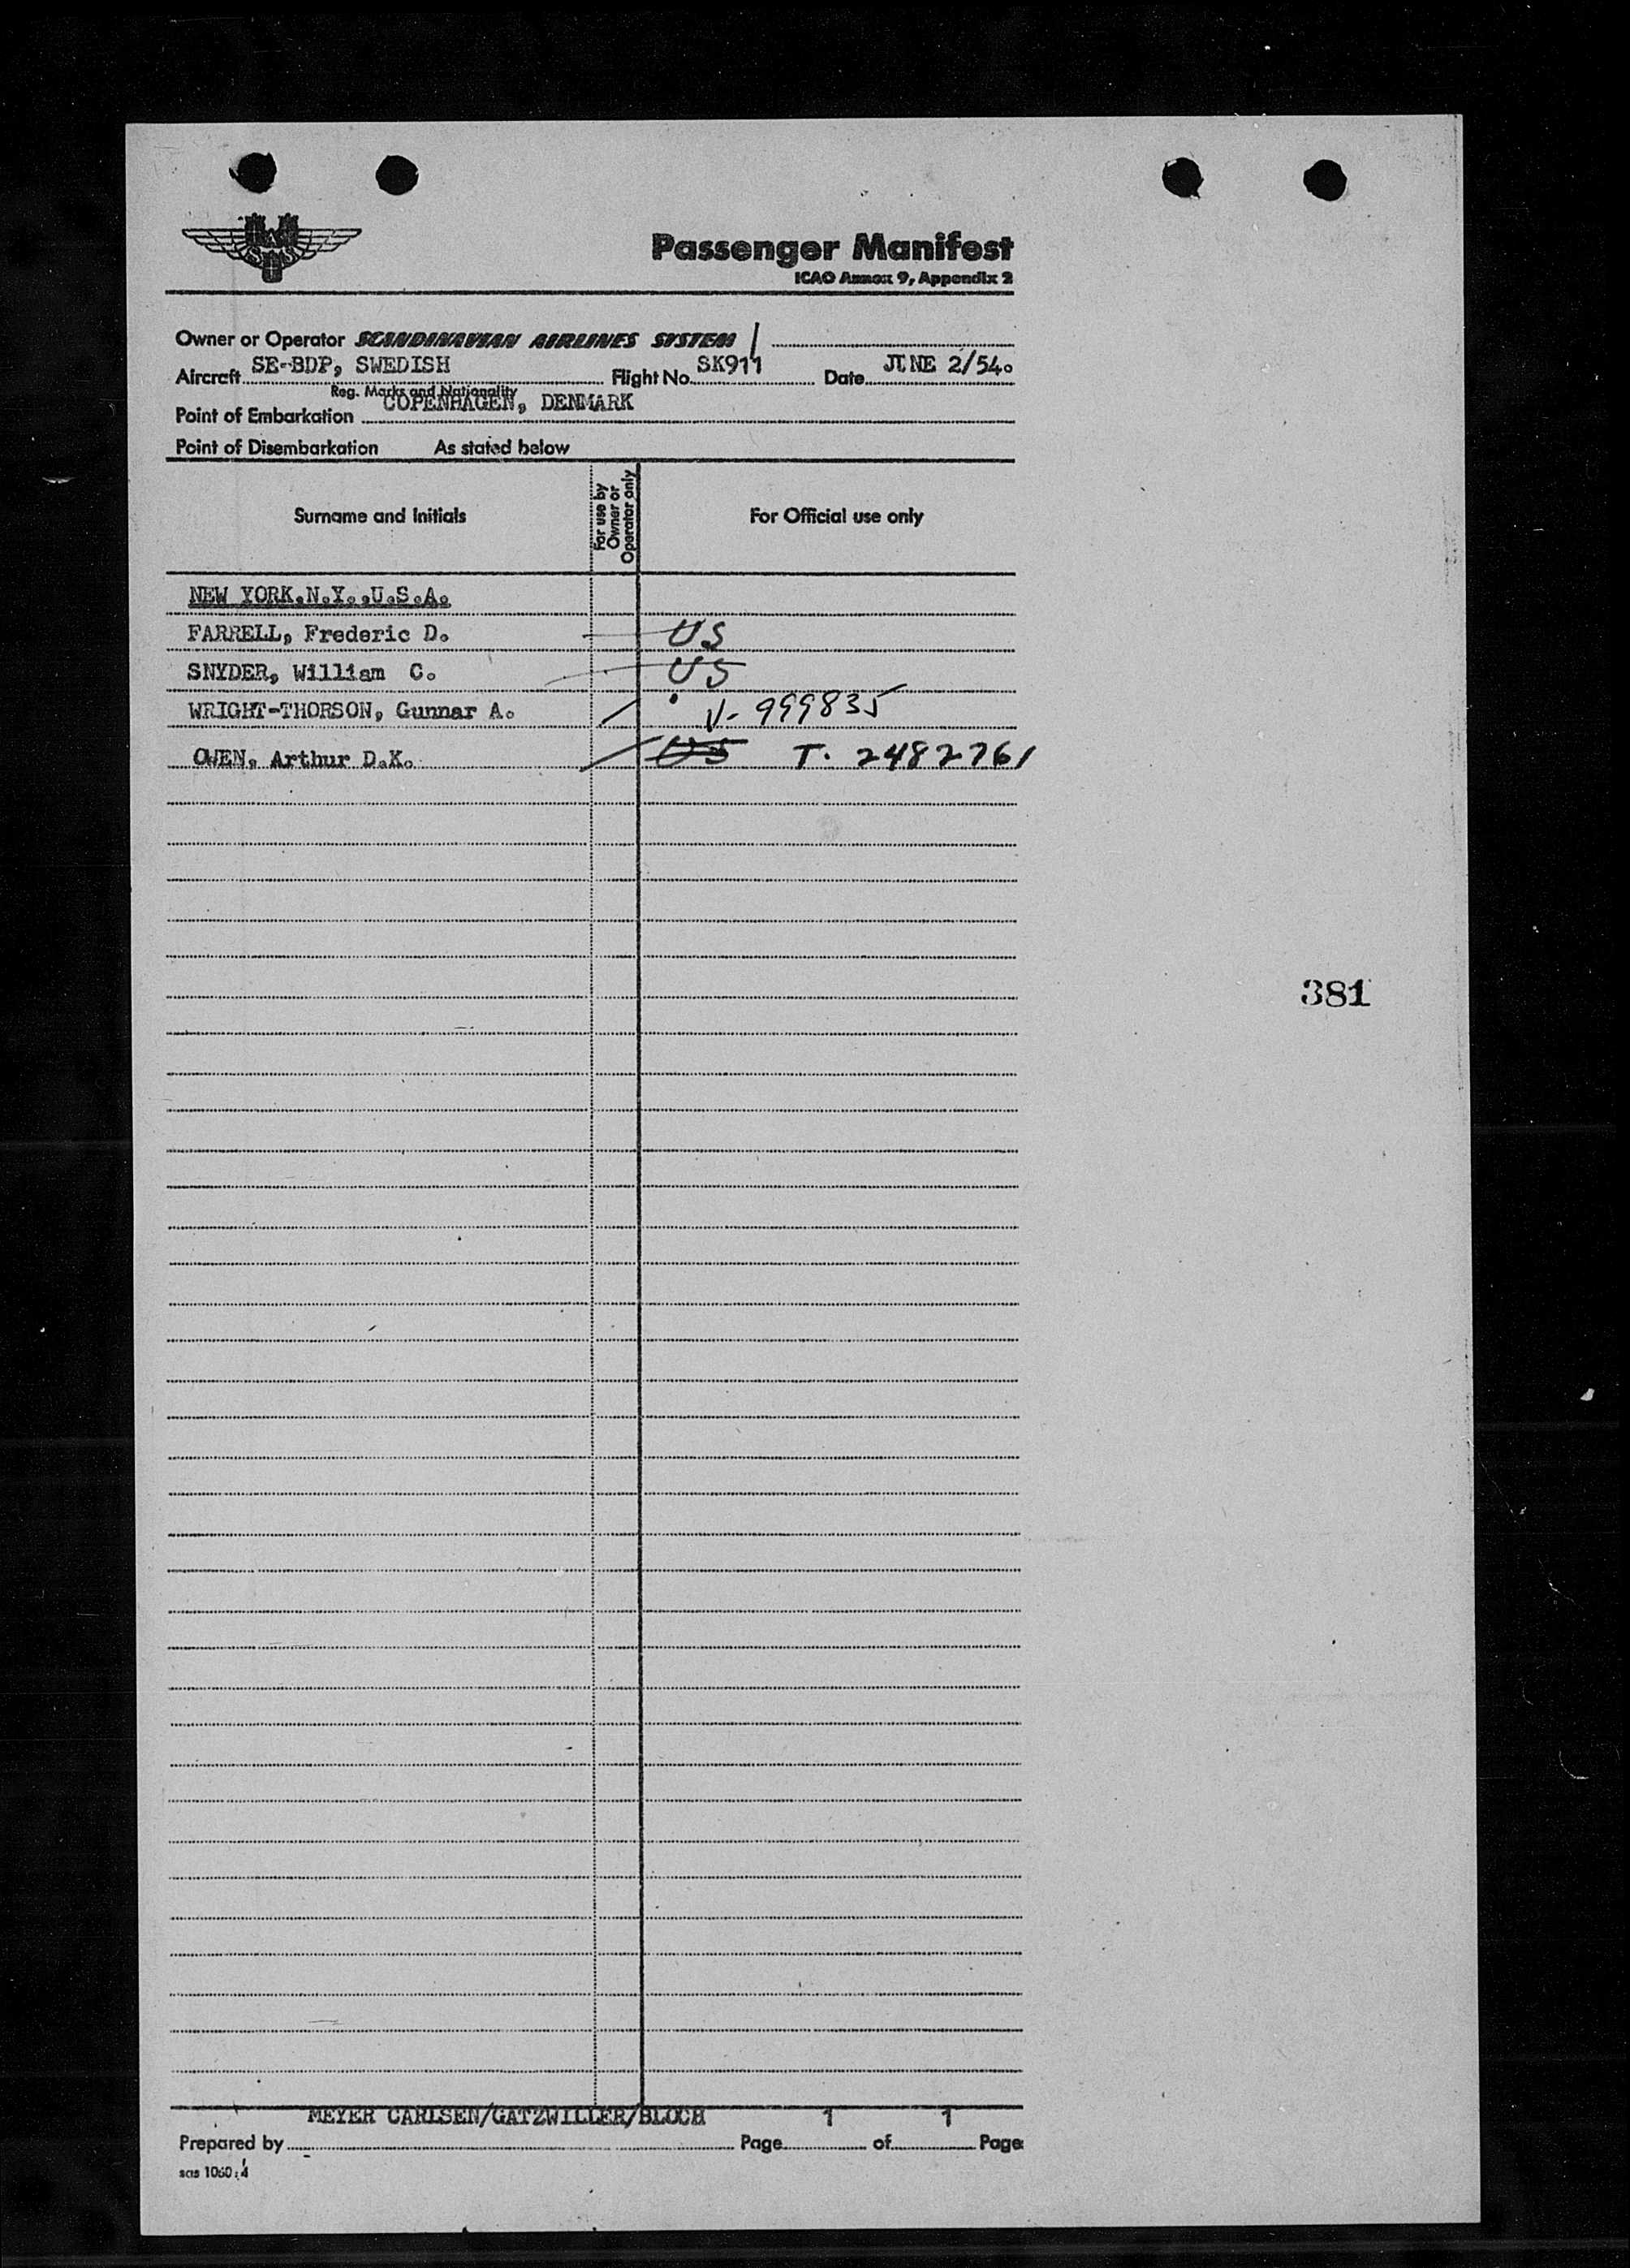 SAS
Passenger Manifest
ICAO Annex 9, Appendix 2
Owner or Operator SCANDINAVIAN AIRLINES SYSTEM /
Aircraft SE-BDP, SWEDISH Flight No. SK911 Date JUNE 2/54.
Reg. Marks and Nationality
Point of Embarkation COPENHAGEN, DENMARK
Point of Disembarkation As stated below
Surname and Initials For use by Owner or Operator only For Official use only
NEW YORK.N.Y.,U.S.A.
FARRELL, Frederic D. US
SNYDER, William C. US
WRIGHT-THORSON, Gunnar A. V- 999835
OWEN, Arthur D.K. US T. 2482761
381
Prepared by MEYER CARLSEN/GATZWILLER/BLOCH Page 1 of 1 Page
sas 1060:4